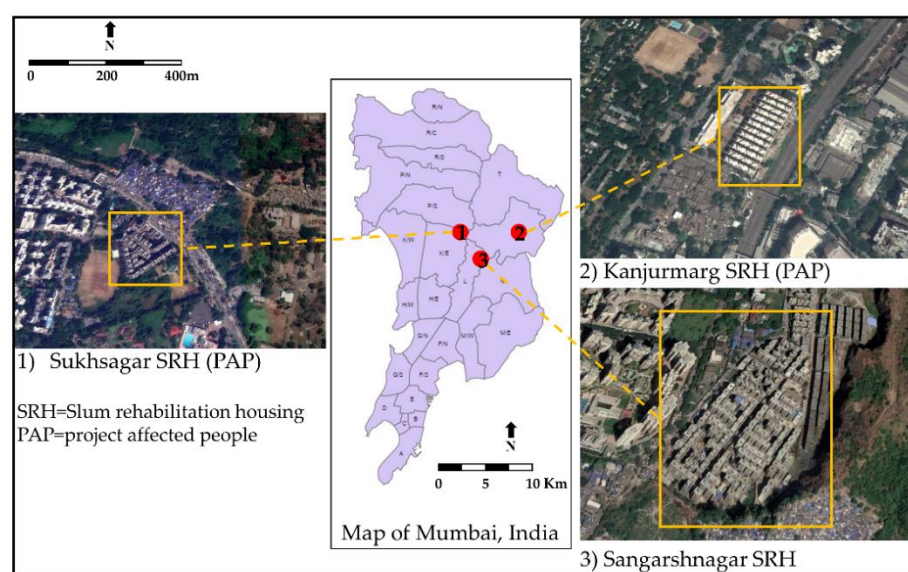 N
0 200 400m
1) Sukhsagar SRH (PAP)
SRH=Slum rehabilitation housing
PAP=project affected people
R/N
R/C
R/S
P/N
T
P/S
K/W
K/E
1
2
3
L
N
H/W
H/E
G/N
F/N
M/W
M/E
G/S
F/S
D
E
C
B
A
N
0 5 10 Km
Map of Mumbai, India
2) Kanjurmarg SRH (PAP)
3) Sangarshnagar SRH